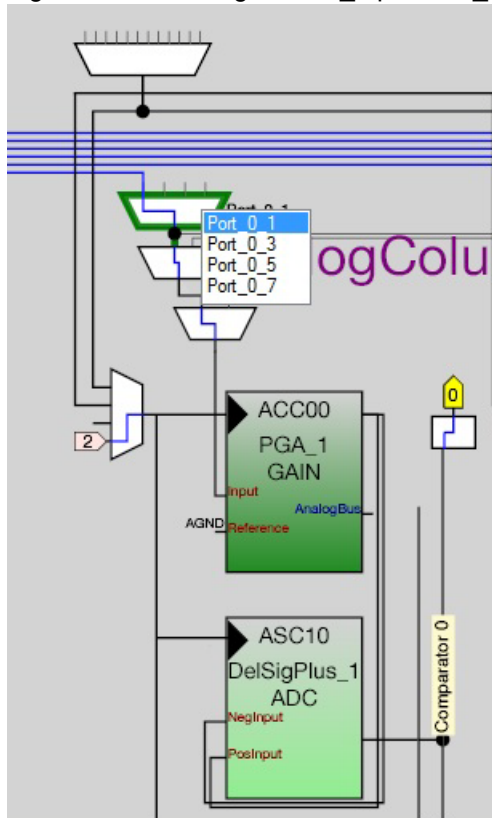 Port_0_1
Port_0_1
Port_0_3
Port_0_5
Port_0_7
ogColu
0
2
ACC00
PGA_1
GAIN
Input
AnalogBus
AGND
Reference
ASC10
DelSigPlus_1
ADC
NegInput
PosInput
Comparator 0